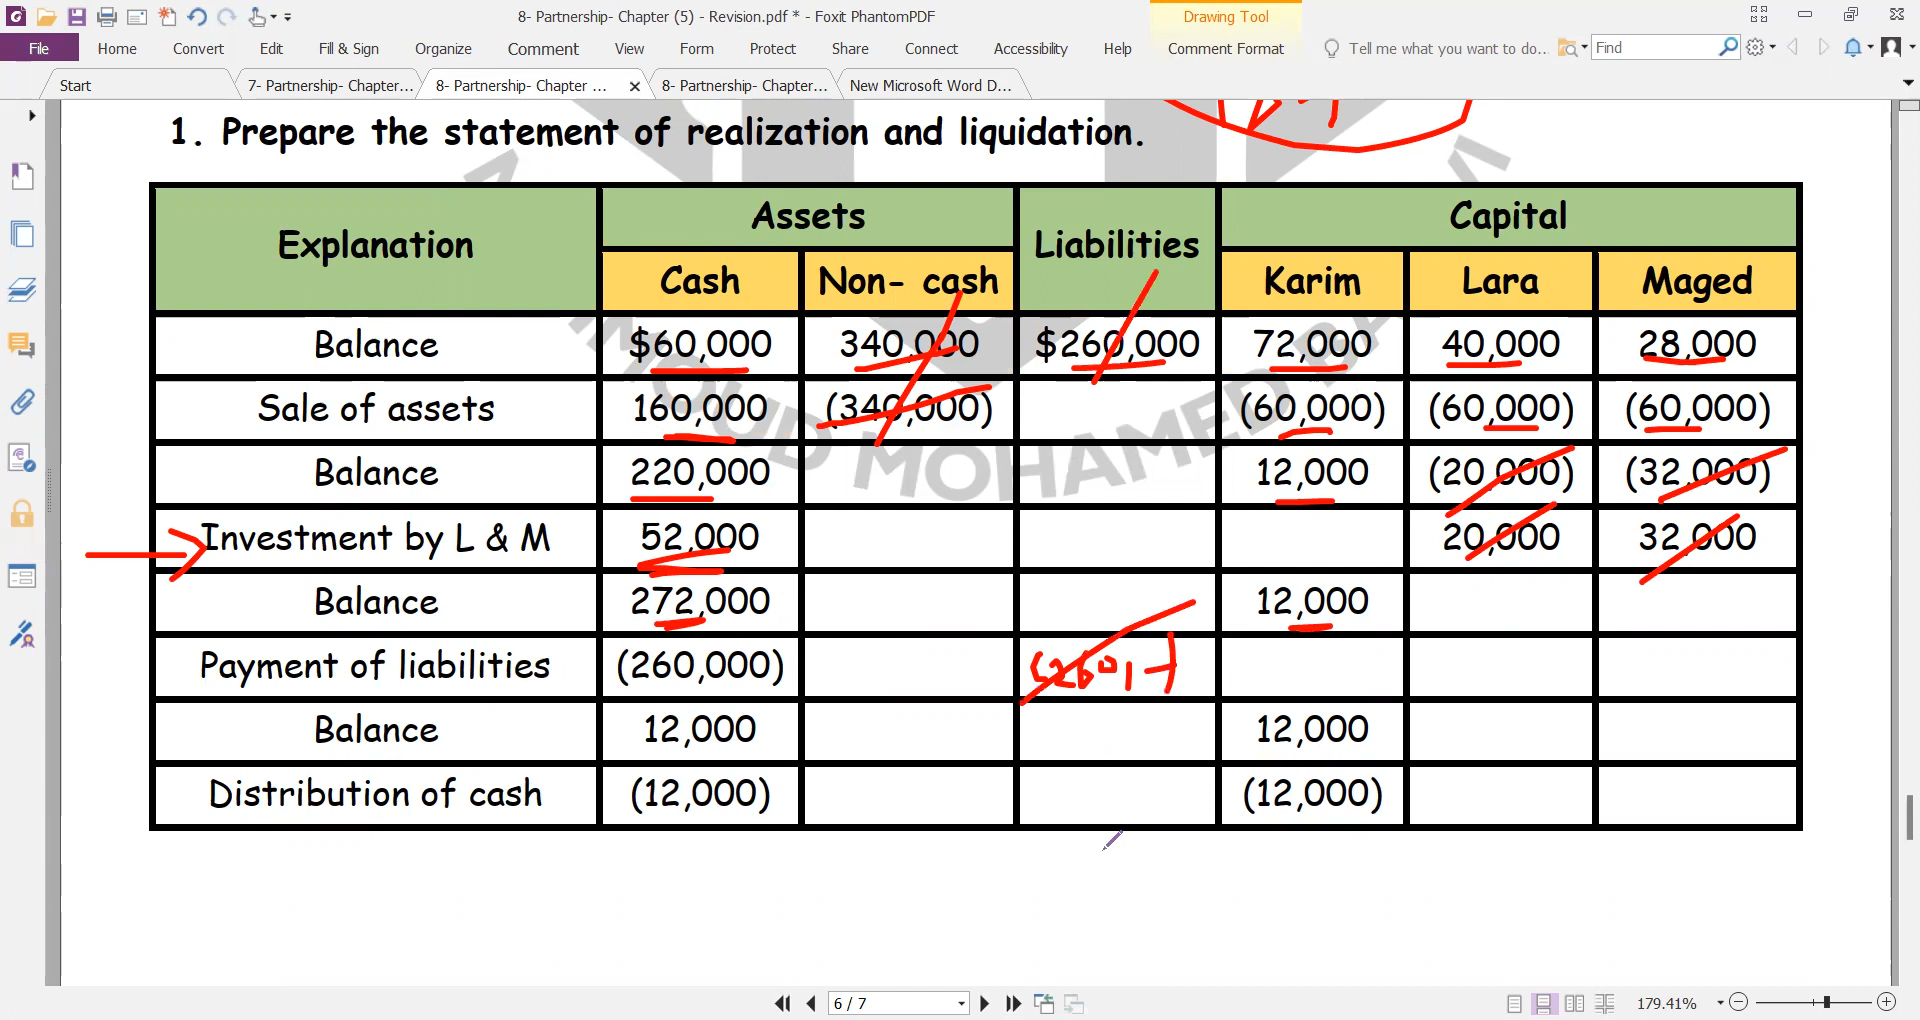 8- Partnership- Chapter (5) - Revision.pdf * - Foxit PhantomPDF
Drawing Tool
File Home Convert Edit Fill & Sign Organize Comment View Form Protect Share Connect Accessibility Help Comment Format Tell me what you want to do... Find
Start 7- Partnership- Chapter... 8- Partnership- Chapter ... 8- Partnership- Chapter... New Microsoft Word D...
1. Prepare the statement of realization and liquidation.
Explanation Assets Liabilities Capital
Cash Non- cash Karim Lara Maged
Balance $60,000 340,000 $260,000 72,000 40,000 28,000
Sale of assets 160,000 (340,000) (60,000) (60,000) (60,000)
Balance 220,000 12,000 (20,000) (32,000)
Investment by L & M 52,000 20,000 32,000
Balance 272,000 12,000
Payment of liabilities (260,000) (260,-)
Balance 12,000 12,000
Distribution of cash (12,000) (12,000)
MOUD MOHAMED
6 / 7
179.41%